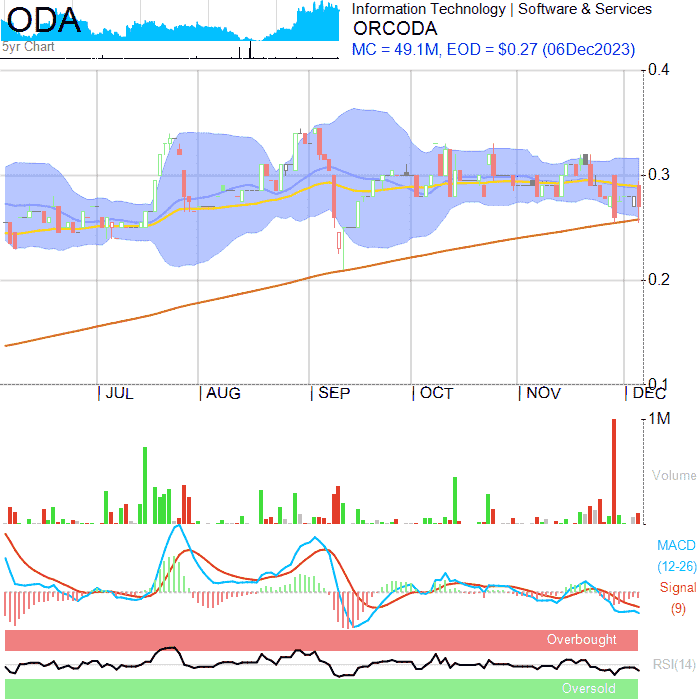 ODA
5yr Chart
Information Technology | Software & Services
ORCODA
MC = 49.1M, EOD = $0.27 (06Dec2023)
0.4
0.3
0.2
0.1
| JUL | AUG | SEP | OCT | NOV | DEC
1M
Volume
MACD
(12-26)
Signal
(9)
Overbought
RSI(14)
Oversold